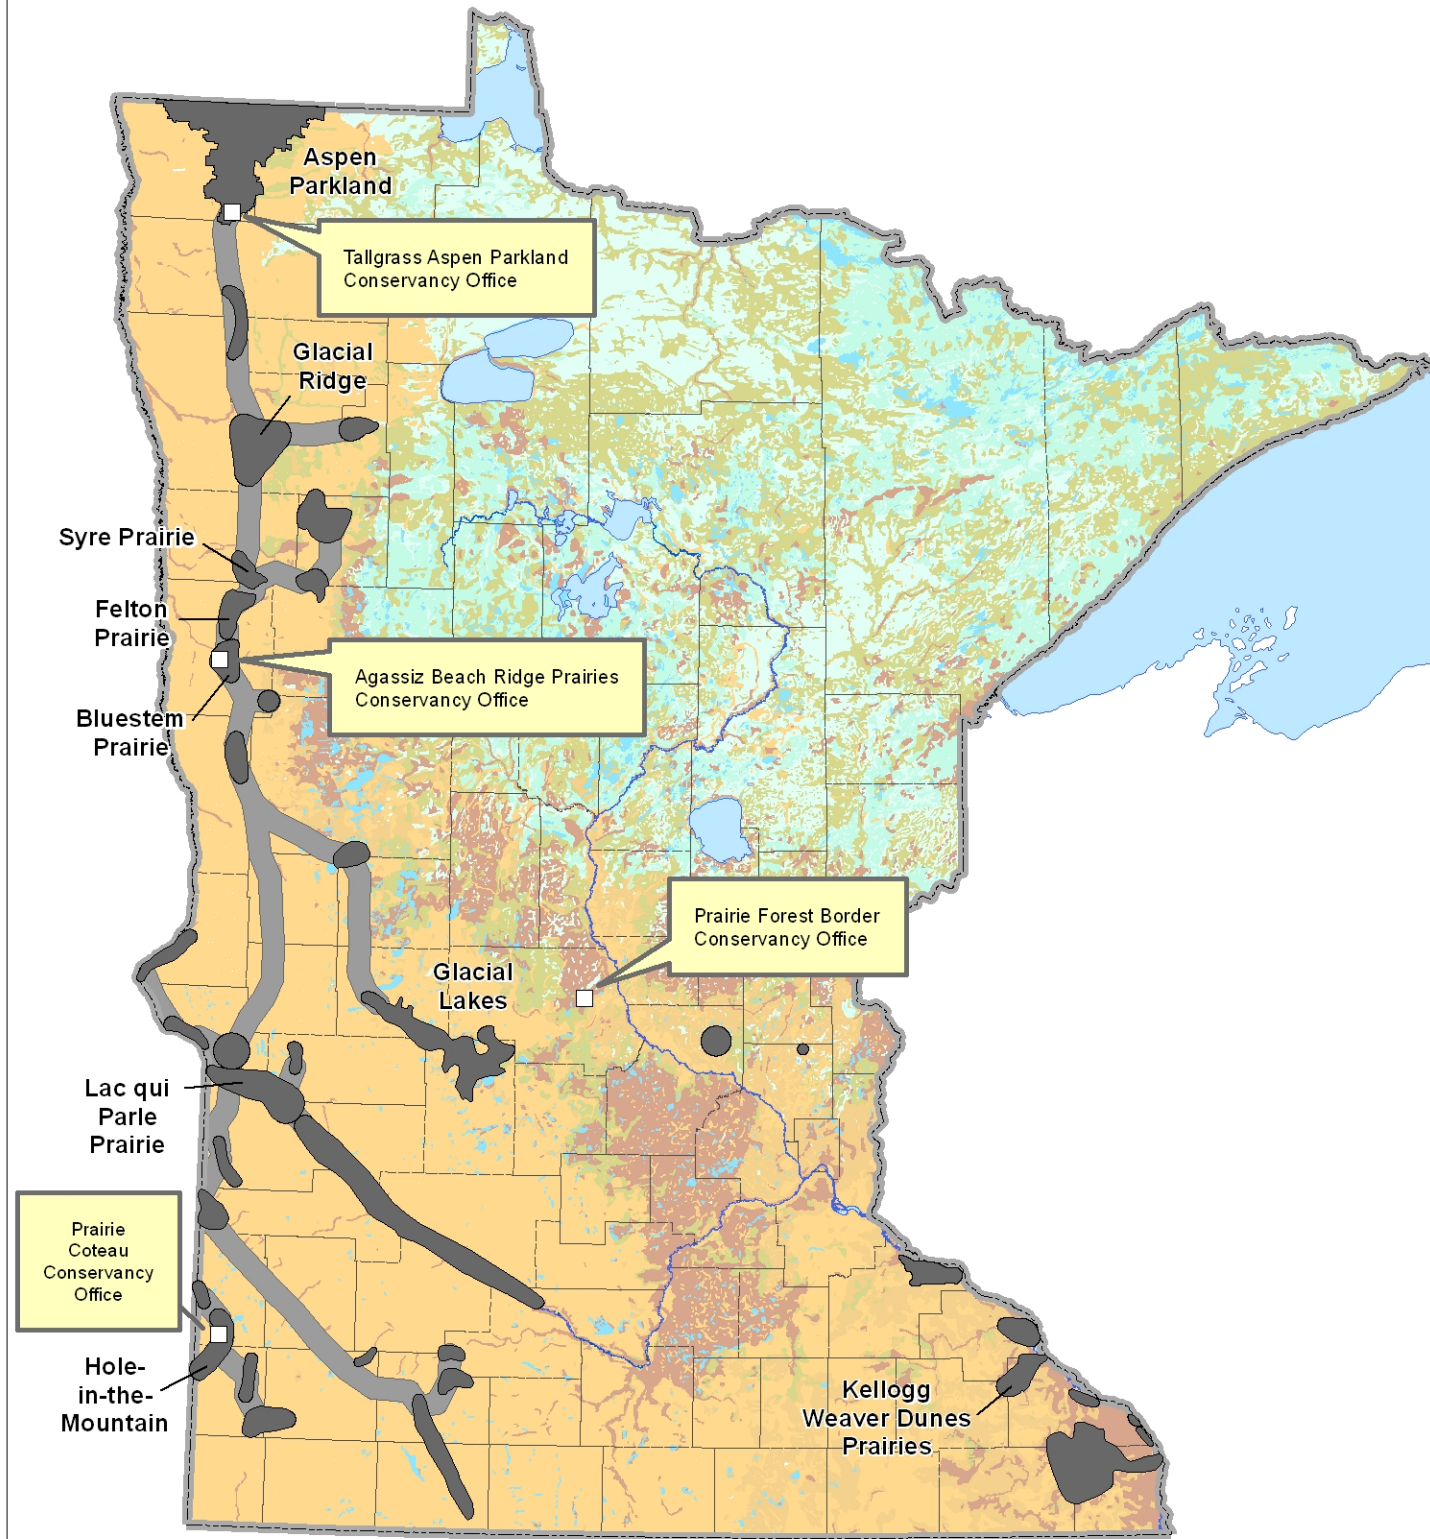 Aspen
Parkland
Tallgrass Aspen Parkland
Conservancy Office
Glacial
Ridge
Syre Prairie
Felton
Prairie
Agassiz Beach Ridge Prairies
Conservancy Office
Bluestem
Prairie
Prairie Forest Border
Conservancy Office
Glacial
Lakes
Lac qui
Parle
Prairie
Prairie
Coteau
Conservancy
Office
Hole-
in-the-
Mountain
Kellogg
Weaver Dunes
Prairies